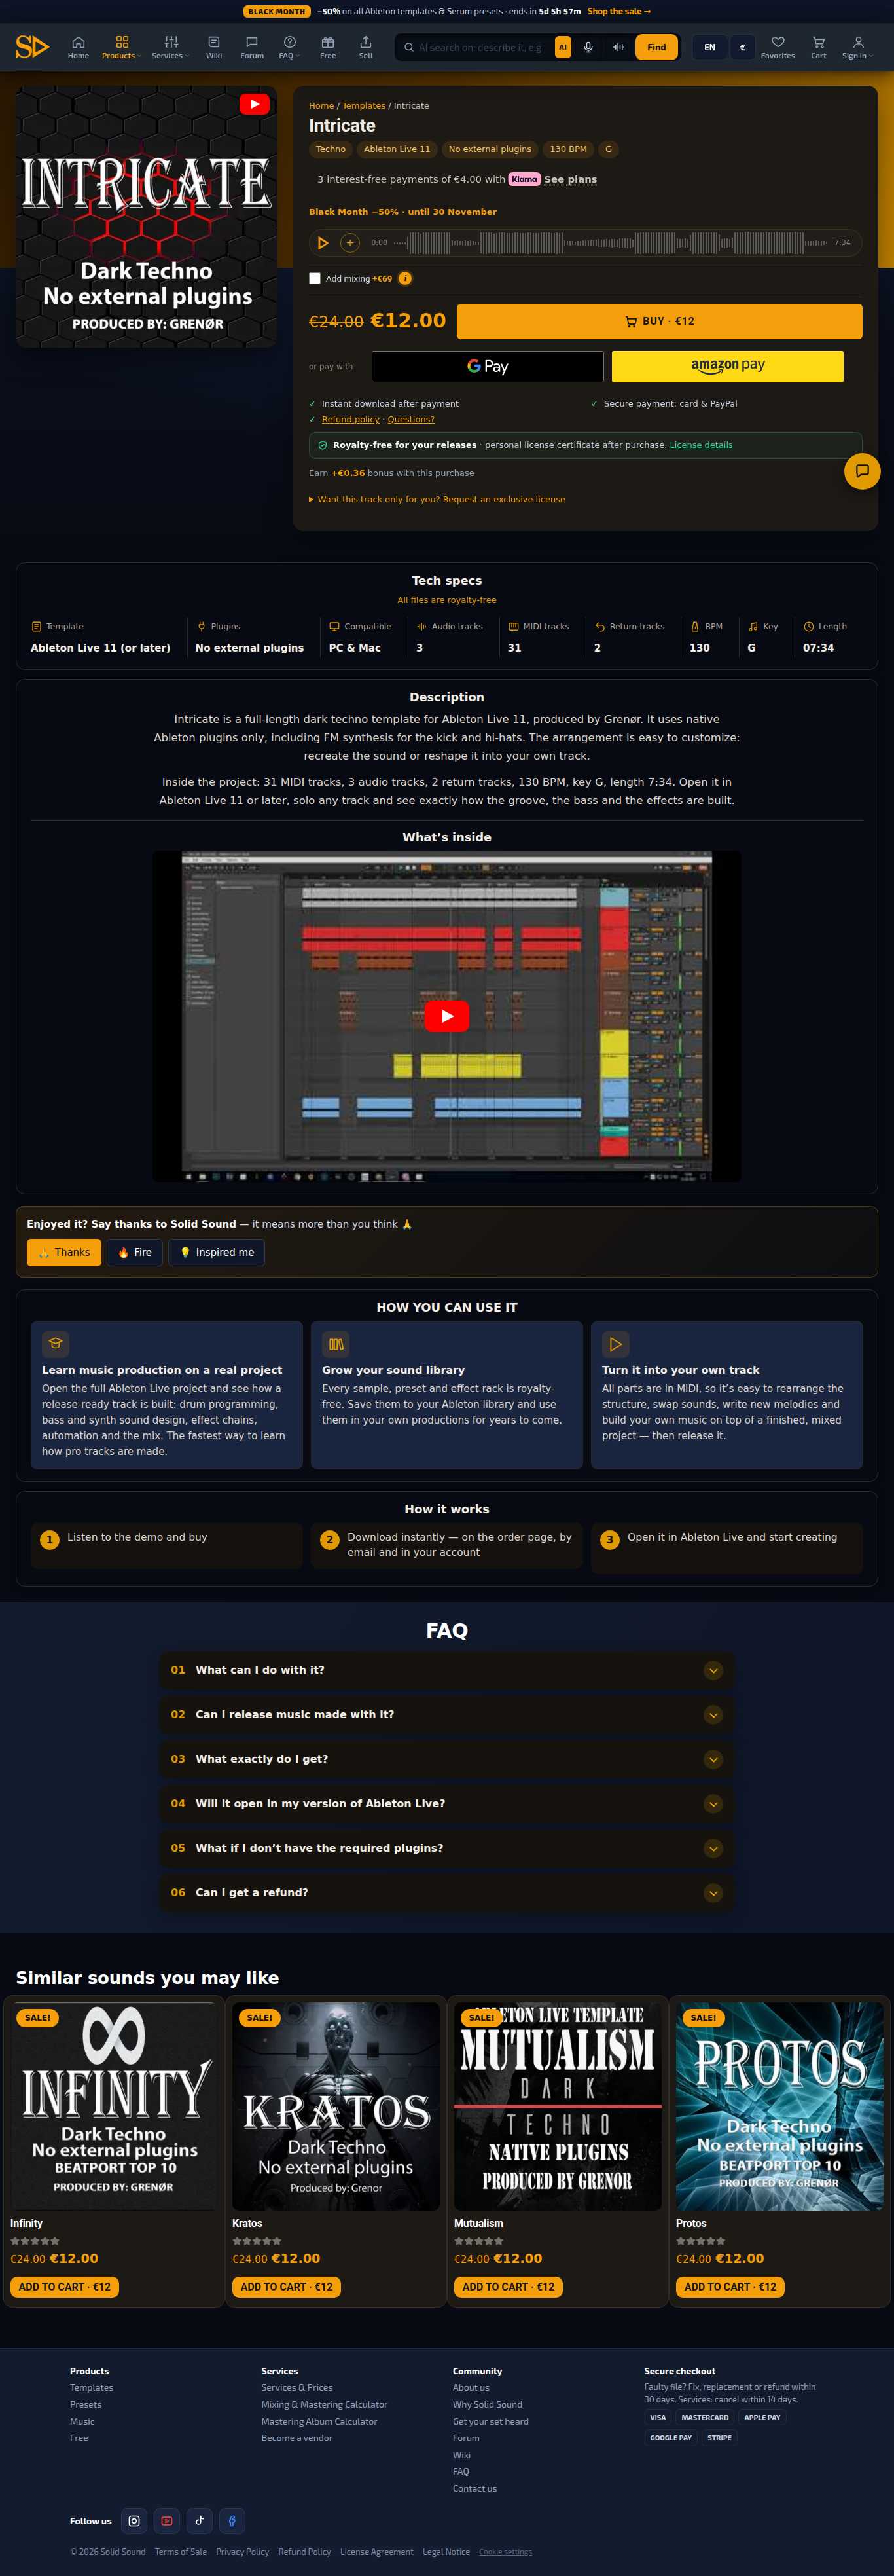 BLACK MONTH −50% on all Ableton templates & Serum presets · ends in 5d 5h 57m Shop the sale →
Home
Products
Services
Wiki
Forum
FAQ
Free
Sell
AI search on: describe it, e.g
AI
Find
EN
€
Favorites
Cart
Sign in
INTRICATE
Dark Techno
No external plugins
PRODUCED BY: GRENØR
Home / Templates / Intricate
Intricate
Techno
Ableton Live 11
No external plugins
130 BPM
G
3 interest-free payments of €4.00 with Klarna See plans
Black Month −50% · until 30 November
0:00
7:34
Add mixing +€69 i
€24.00 €12.00
BUY · €12
or pay with
G Pay
amazon pay
✓ Instant download after payment
✓ Secure payment: card & PayPal
✓ Refund policy · Questions?
Royalty-free for your releases · personal license certificate after purchase. License details
Earn +€0.36 bonus with this purchase
Want this track only for you? Request an exclusive license
Tech specs
All files are royalty-free
Template
Plugins
Compatible
Audio tracks
MIDI tracks
Return tracks
BPM
Key
Length
Ableton Live 11 (or later)
No external plugins
PC & Mac
3
31
2
130
G
07:34
Description
Intricate is a full-length dark techno template for Ableton Live 11, produced by Grenør. It uses native
Ableton plugins only, including FM synthesis for the kick and hi-hats. The arrangement is easy to customize:
recreate the sound or reshape it into your own track.
Inside the project: 31 MIDI tracks, 3 audio tracks, 2 return tracks, 130 BPM, key G, length 7:34. Open it in
Ableton Live 11 or later, solo any track and see exactly how the groove, the bass and the effects are built.
What’s inside
Enjoyed it? Say thanks to Solid Sound — it means more than you think 🙏
🙏 Thanks
🔥 Fire
💡 Inspired me
HOW YOU CAN USE IT
Learn music production on a real project
Open the full Ableton Live project and see how a
release-ready track is built: drum programming,
bass and synth sound design, effect chains,
automation and the mix. The fastest way to learn
how pro tracks are made.
Grow your sound library
Every sample, preset and effect rack is royalty-
free. Save them to your Ableton library and use
them in your own productions for years to come.
Turn it into your own track
All parts are in MIDI, so it’s easy to rearrange the
structure, swap sounds, write new melodies and
build your own music on top of a finished, mixed
project — then release it.
How it works
1 Listen to the demo and buy
2 Download instantly — on the order page, by
email and in your account
3 Open it in Ableton Live and start creating
FAQ
01 What can I do with it?
02 Can I release music made with it?
03 What exactly do I get?
04 Will it open in my version of Ableton Live?
05 What if I don’t have the required plugins?
06 Can I get a refund?
Similar sounds you may like
SALE!
INFINITY
Dark Techno
No external plugins
BEATPORT TOP 10
PRODUCED BY: GRENØR
Infinity
€24.00 €12.00
ADD TO CART · €12
SALE!
KRATOS
Dark Techno
No external plugins
Produced by: Grenor
Kratos
€24.00 €12.00
ADD TO CART · €12
SALE!
TEMPLATE
MUTUALISM
DARK
TECHNO
NATIVE PLUGINS
PRODUCED BY GRENOR
Mutualism
€24.00 €12.00
ADD TO CART · €12
SALE!
PROTOS
Dark Techno
No external plugins
BEATPORT TOP 10
PRODUCED BY: GRENØR
Protos
€24.00 €12.00
ADD TO CART · €12
Products
Templates
Presets
Music
Free
Services
Services & Prices
Mixing & Mastering Calculator
Mastering Album Calculator
Become a vendor
Community
About us
Why Solid Sound
Get your set heard
Forum
Wiki
FAQ
Contact us
Secure checkout
Faulty file? Fix, replacement or refund within
30 days. Services: cancel within 14 days.
VISA
MASTERCARD
APPLE PAY
GOOGLE PAY
STRIPE
Follow us
© 2026 Solid Sound Terms of Sale Privacy Policy Refund Policy License Agreement Legal Notice Cookie settings